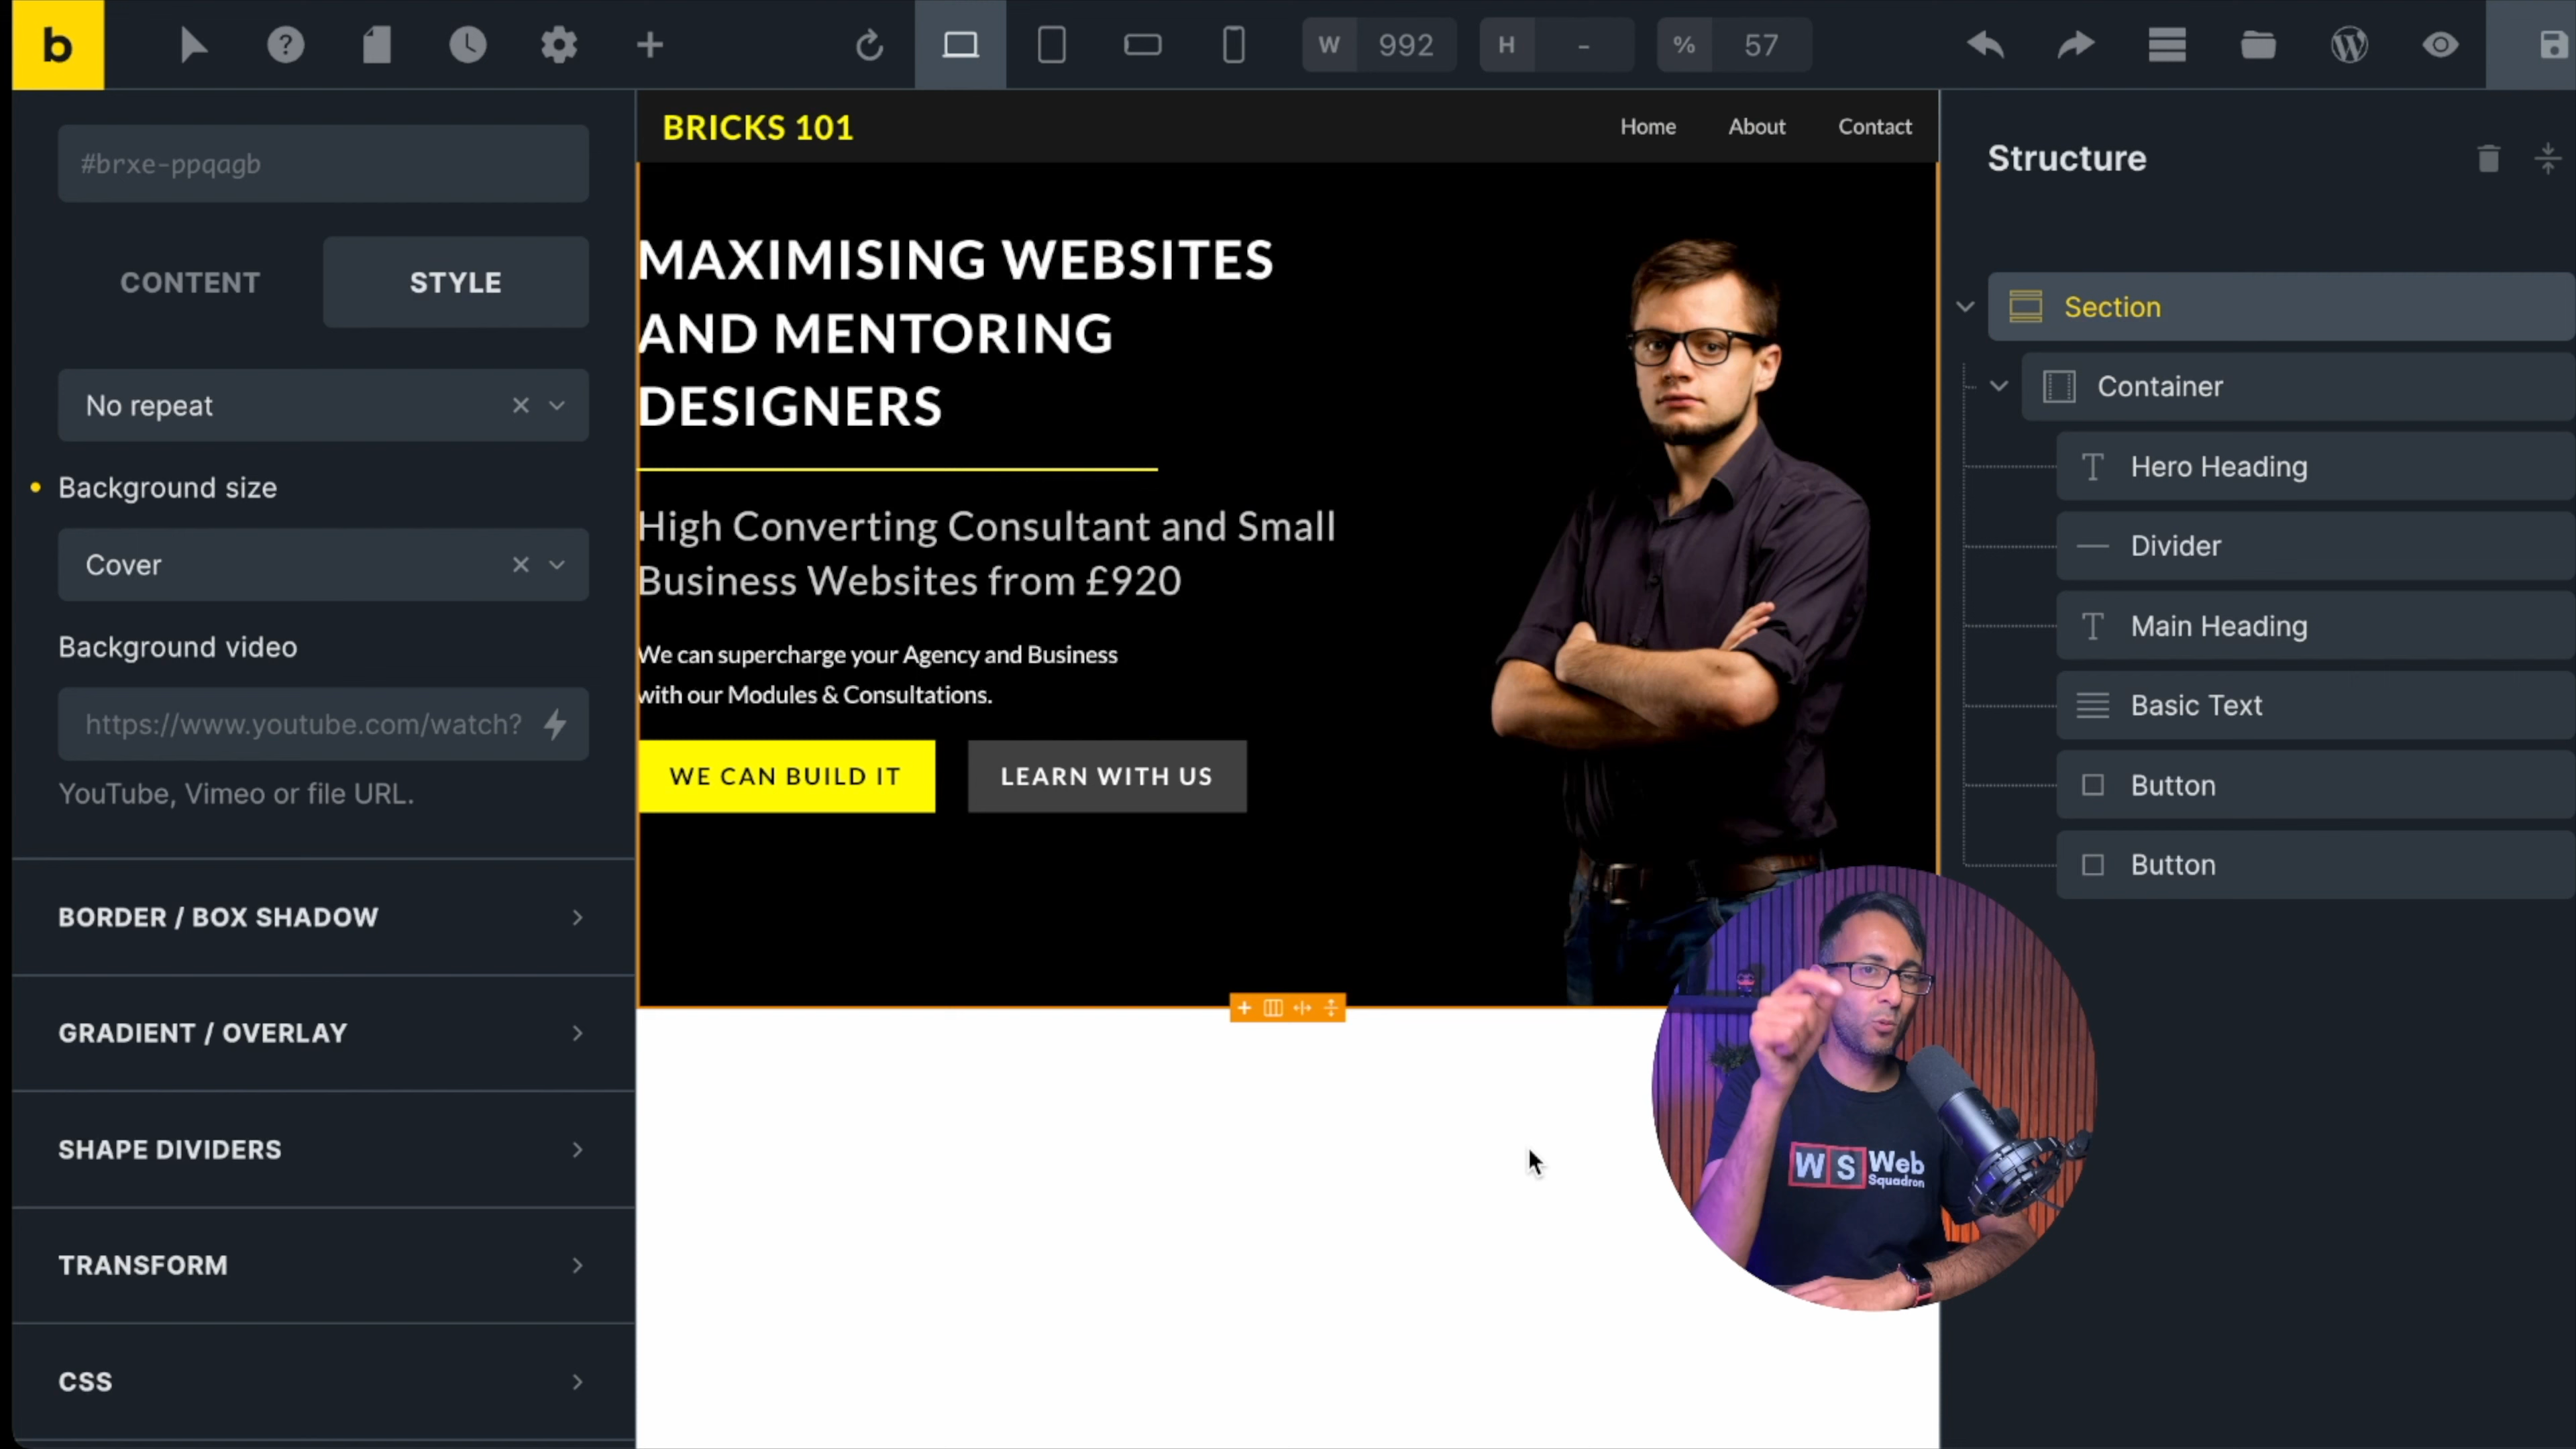 b
?
W 992
H -
% 57
#brxe-ppqagb
CONTENT
STYLE
No repeat
Background size
Cover
Background video
https://www.youtube.com/watch?
YouTube, Vimeo or file URL.
BORDER / BOX SHADOW
GRADIENT / OVERLAY
SHAPE DIVIDERS
TRANSFORM
CSS
BRICKS 101
Home About Contact
MAXIMISING WEBSITES
AND MENTORING
DESIGNERS
High Converting Consultant and Small
Business Websites from £920
We can supercharge your Agency and Business
with our Modules & Consultations.
WE CAN BUILD IT
LEARN WITH US
WS Web
Squadron
Structure
Section
Container
Hero Heading
Divider
Main Heading
Basic Text
Button
Button